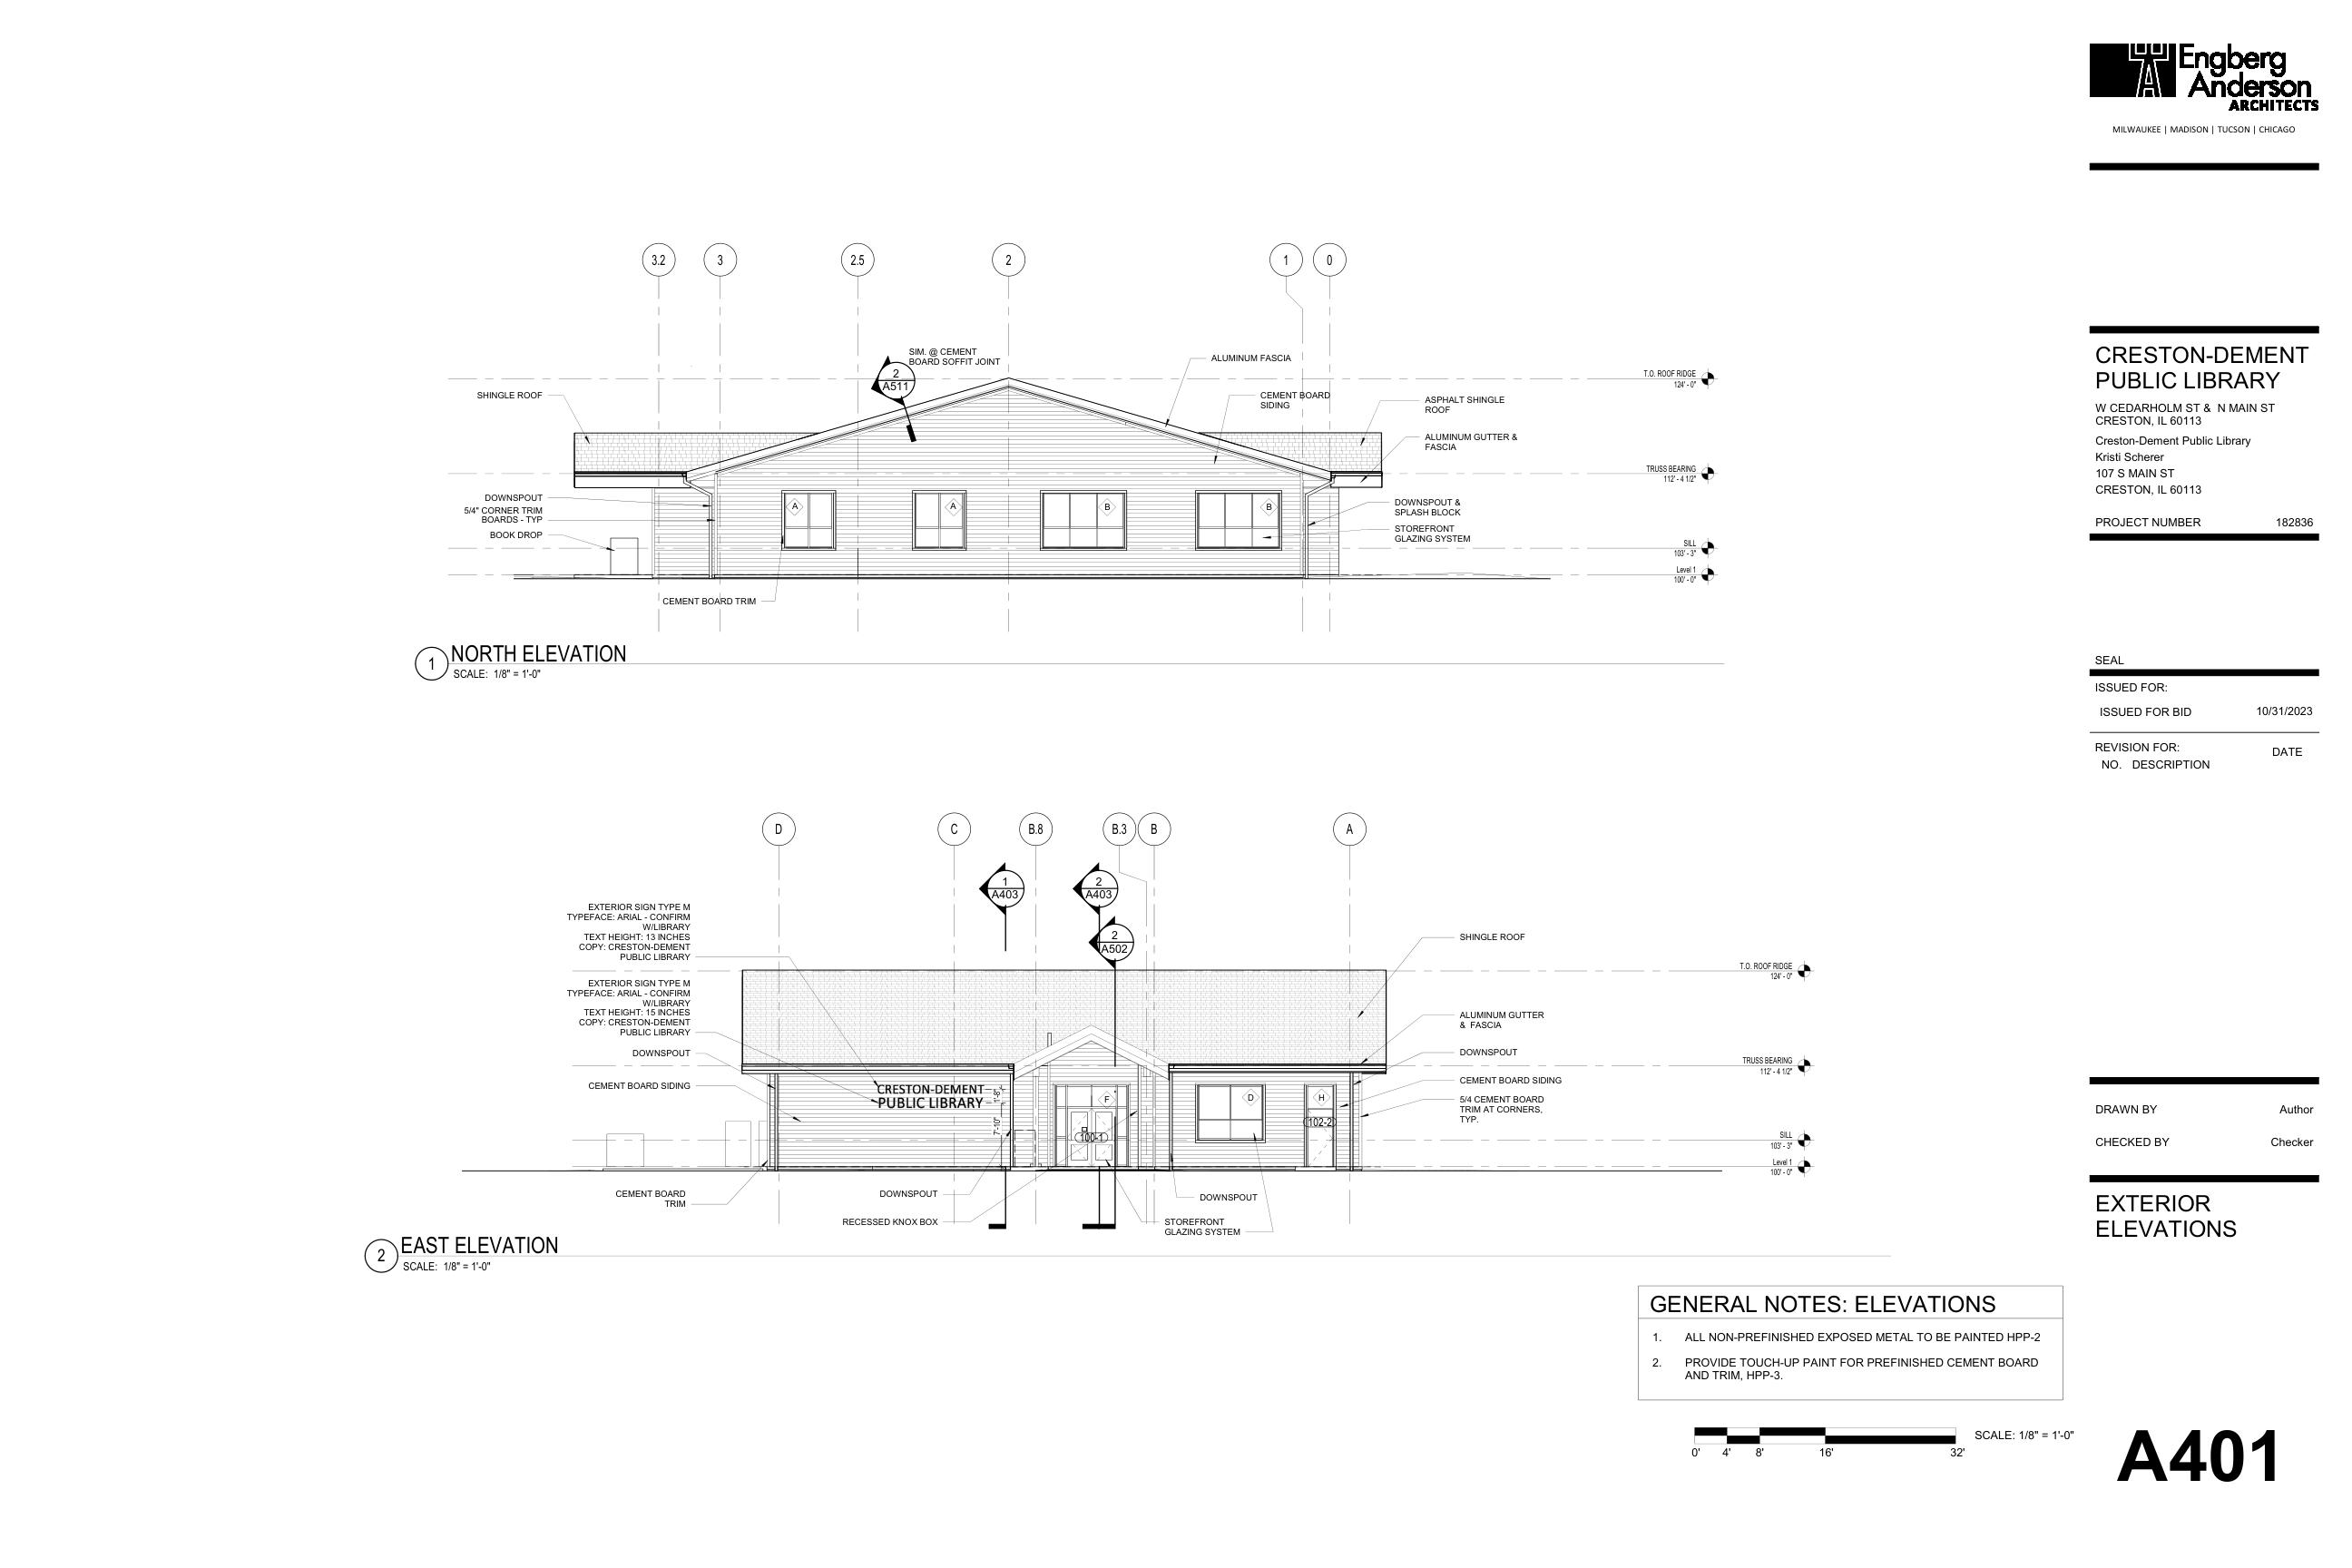 Engberg
Anderson
ARCHITECTS
MILWAUKEE | MADISON | TUCSON | CHICAGO
3.2
3
2.5
2
1
0
SIM. @ CEMENT
BOARD SOFFIT JOINT
2
A511
ALUMINUM FASCIA
SHINGLE ROOF
CEMENT BOARD
SIDING
ASPHALT SHINGLE
ROOF
ALUMINUM GUTTER &
FASCIA
T.O. ROOF RIDGE
124' - 0"
TRUSS BEARING
112' - 4 1/2"
DOWNSPOUT
5/4" CORNER TRIM
BOARDS - TYP
BOOK DROP
A
A
B
B
DOWNSPOUT &
SPLASH BLOCK
STOREFRONT
GLAZING SYSTEM
SILL
103' - 3"
Level 1
100' - 0"
CEMENT BOARD TRIM
1
NORTH ELEVATION
SCALE: 1/8" = 1'-0"
D
C
B.8
B.3
B
A
1
A403
2
A403
2
A502
EXTERIOR SIGN TYPE M
TYPEFACE: ARIAL - CONFIRM
W/LIBRARY
TEXT HEIGHT: 13 INCHES
COPY: CRESTON-DEMENT
PUBLIC LIBRARY
EXTERIOR SIGN TYPE M
TYPEFACE: ARIAL - CONFIRM
W/LIBRARY
TEXT HEIGHT: 15 INCHES
COPY: CRESTON-DEMENT
PUBLIC LIBRARY
DOWNSPOUT
CEMENT BOARD SIDING
SHINGLE ROOF
ALUMINUM GUTTER
& FASCIA
DOWNSPOUT
CEMENT BOARD SIDING
5/4 CEMENT BOARD
TRIM AT CORNERS,
TYP.
T.O. ROOF RIDGE
124' - 0"
TRUSS BEARING
112' - 4 1/2"
SILL
103' - 3"
Level 1
100' - 0"
CRESTON-DEMENT
PUBLIC LIBRARY
7'-10"
F
D
H
100-1
102-2
CEMENT BOARD
TRIM
DOWNSPOUT
RECESSED KNOX BOX
DOWNSPOUT
STOREFRONT
GLAZING SYSTEM
2
EAST ELEVATION
SCALE: 1/8" = 1'-0"
GENERAL NOTES: ELEVATIONS
1. ALL NON-PREFINISHED EXPOSED METAL TO BE PAINTED HPP-2
2. PROVIDE TOUCH-UP PAINT FOR PREFINISHED CEMENT BOARD
AND TRIM, HPP-3.
0' 4' 8' 16' 32'
SCALE: 1/8" = 1'-0"
CRESTON-DEMENT
PUBLIC LIBRARY
W CEDARHOLM ST & N MAIN ST
CRESTON, IL 60113
Creston-Dement Public Library
Kristi Scherer
107 S MAIN ST
CRESTON, IL 60113
PROJECT NUMBER 182836
SEAL
ISSUED FOR:
ISSUED FOR BID 10/31/2023
REVISION FOR:
NO. DESCRIPTION DATE
DRAWN BY Author
CHECKED BY Checker
EXTERIOR
ELEVATIONS
A401